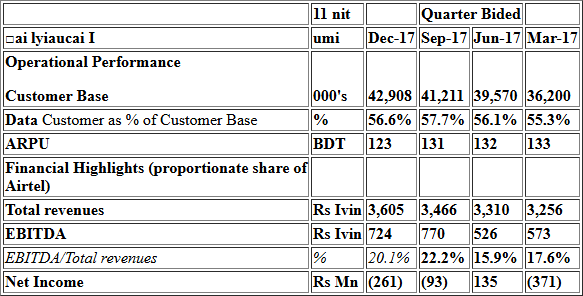 11 nit Quarter Bided
□ai lyiaucai I umi Dec-17 Sep-17 Jun-17 Mar-17
Operational Performance
Customer Base 000's 42,908 41,211 39,570 36,200
Data Customer as % of Customer Base % 56.6% 57.7% 56.1% 55.3%
ARPU BDT 123 131 132 133
Financial Highlights (proportionate share of
Airtel)
Total revenues Rs Ivin 3,605 3,466 3,310 3,256
EBITDA Rs Ivin 724 770 526 573
EBITDA/Total revenues % 20.1% 22.2% 15.9% 17.6%
Net Income Rs Mn (261) (93) 135 (371)